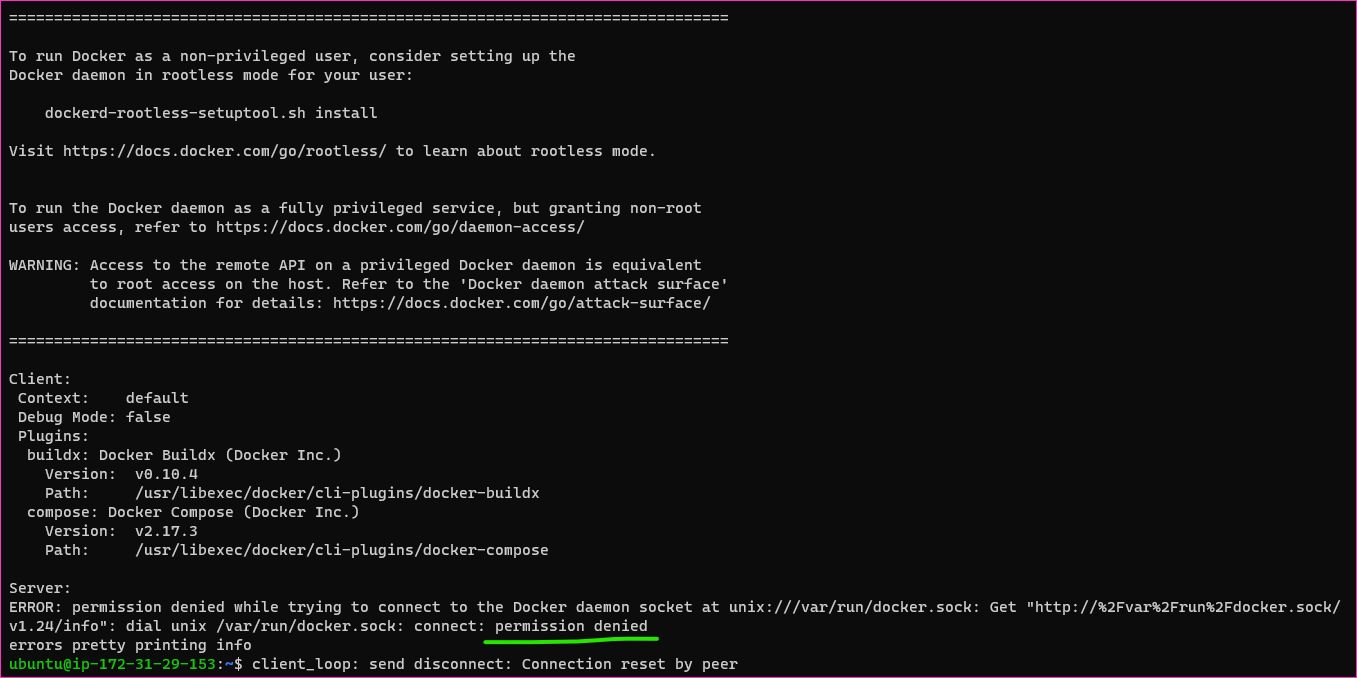 ================================================================================
To run Docker as a non-privileged user, consider setting up the
Docker daemon in rootless mode for your user:
dockerd-rootless-setuptool.sh install
Visit https://docs.docker.com/go/rootless/ to learn about rootless mode.
To run the Docker daemon as a fully privileged service, but granting non-root
users access, refer to https://docs.docker.com/go/daemon-access/
WARNING: Access to the remote API on a privileged Docker daemon is equivalent
to root access on the host. Refer to the 'Docker daemon attack surface'
documentation for details: https://docs.docker.com/go/attack-surface/
================================================================================
Client:
Context:    default
Debug Mode: false
Plugins:
buildx: Docker Buildx (Docker Inc.)
Version:  v0.10.4
Path:     /usr/libexec/docker/cli-plugins/docker-buildx
compose: Docker Compose (Docker Inc.)
Version:  v2.17.3
Path:     /usr/libexec/docker/cli-plugins/docker-compose
Server:
ERROR: permission denied while trying to connect to the Docker daemon socket at unix:///var/run/docker.sock: Get "http://%2Fvar%2Frun%2Fdocker.sock/
v1.24/info": dial unix /var/run/docker.sock: connect: permission denied
errors pretty printing info
ubuntu@ip-172-31-29-153:~$ client_loop: send disconnect: Connection reset by peer